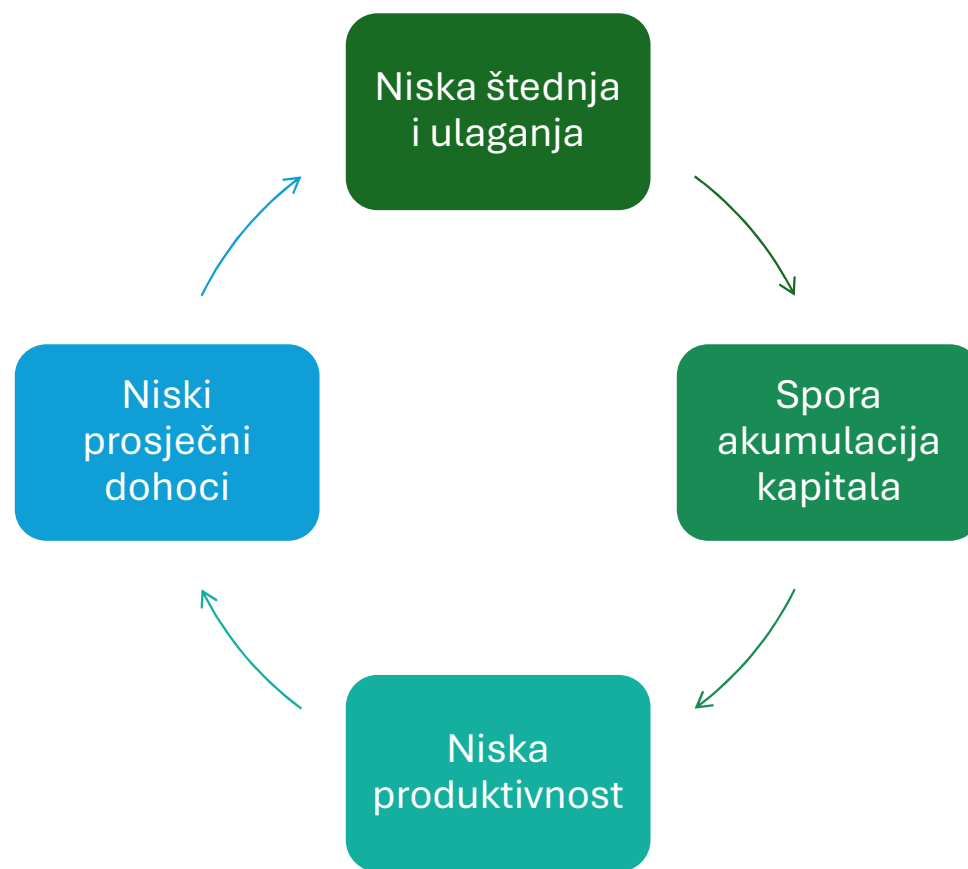 Niska štednja
i ulaganja
Spora
akumulacija
kapitala
Niska
produktivnost
Niski
prosječni
dohoci